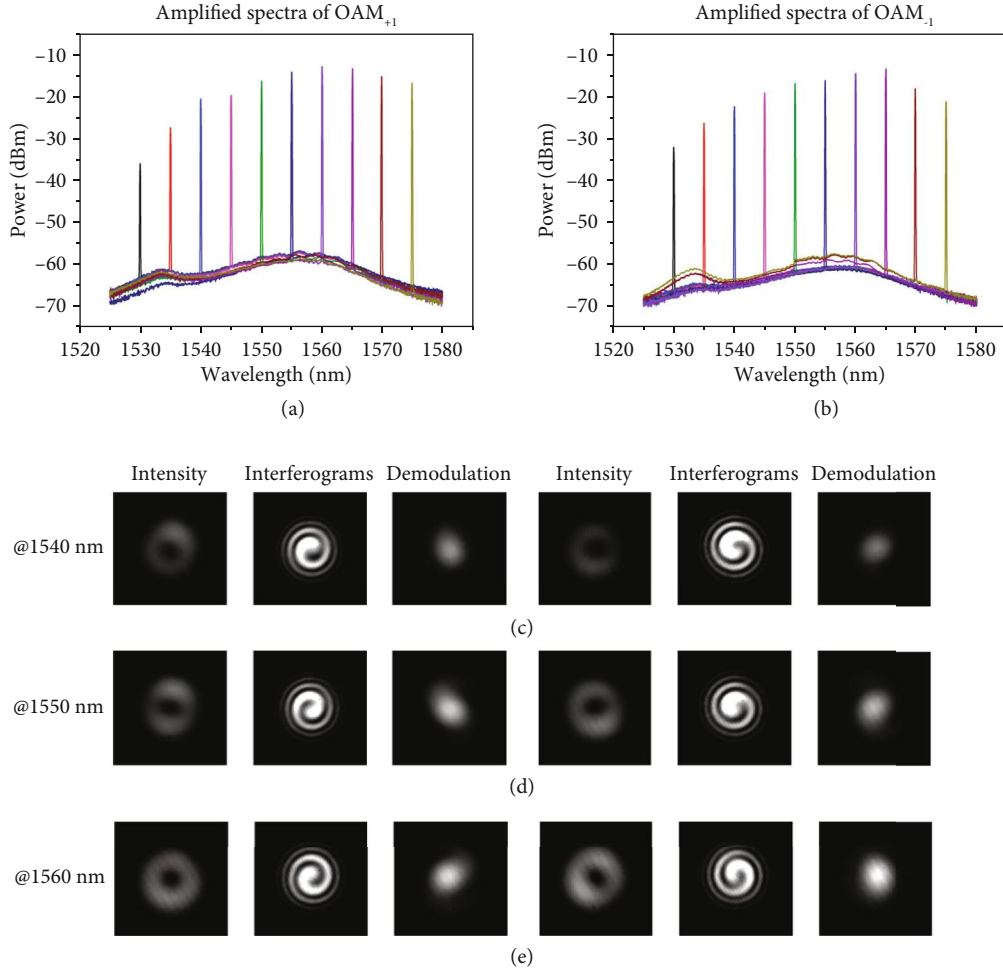 Amplified spectra of OAM+1
Power (dBm)
−10
−20
−30
−40
−50
−60
−70
1520 1530 1540 1550 1560 1570 1580
Wavelength (nm)
(a)
Amplified spectra of OAM-1
Power (dBm)
−10
−20
−30
−40
−50
−60
−70
1520 1530 1540 1550 1560 1570 1580
Wavelength (nm)
(b)
Intensity Interferograms Demodulation Intensity Interferograms Demodulation
@1540 nm
(c)
@1550 nm
(d)
@1560 nm
(e)